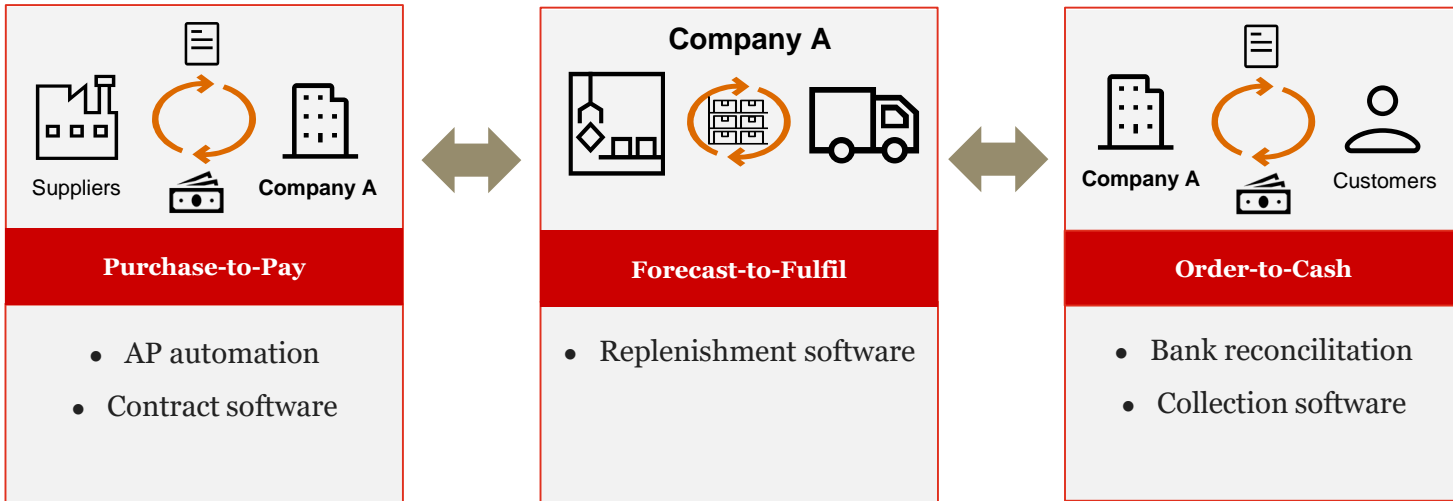 Suppliers
Company A
Purchase-to-Pay
● AP automation
● Contract software
Company A
Forecast-to-Fulfil
● Replenishment software
Company A
Customers
Order-to-Cash
● Bank reconcilitation
● Collection software